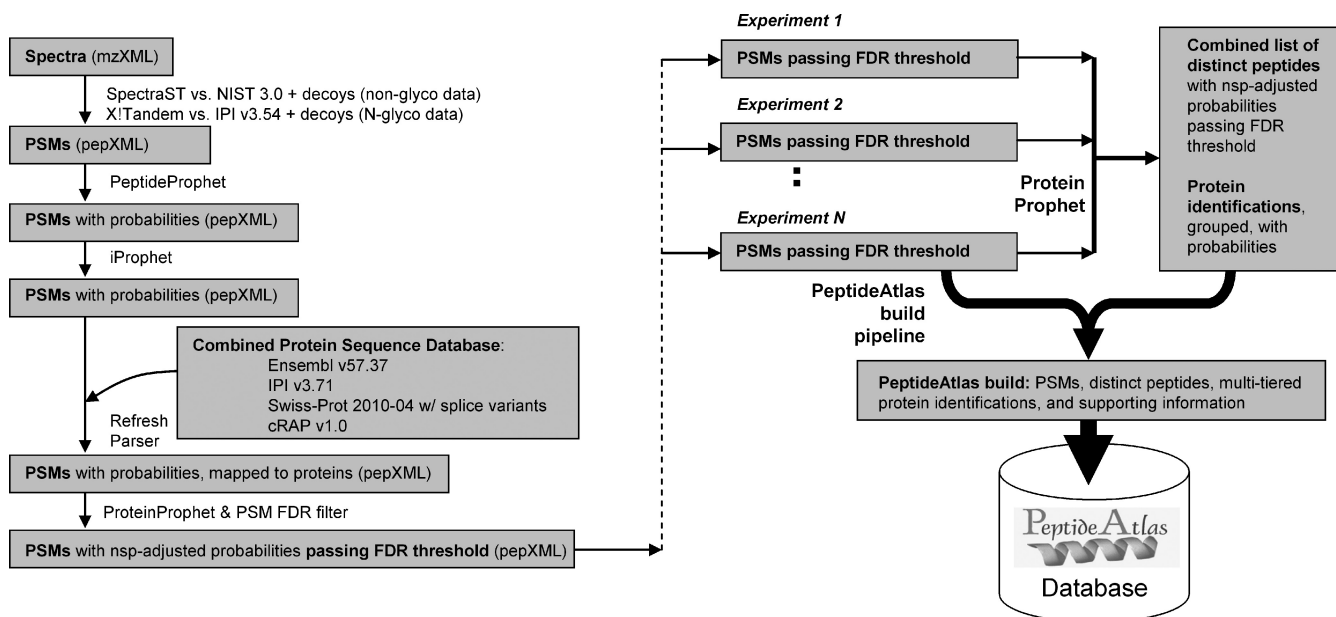 Spectra (mzXML)
SpectraST vs. NIST 3.0 + decoys (non-glyco data)
X!Tandem vs. IPI v3.54 + decoys (N-glyco data)
PSMs (pepXML)
PeptideProphet
PSMs with probabilities (pepXML)
iProphet
PSMs with probabilities (pepXML)
Combined Protein Sequence Database:
Ensembl v57.37
IPI v3.71
Swiss-Prot 2010-04 w/ splice variants
cRAP v1.0
Refresh
Parser
PSMs with probabilities, mapped to proteins (pepXML)
ProteinProphet & PSM FDR filter
PSMs with nsp-adjusted probabilities passing FDR threshold (pepXML)
Experiment 1
PSMs passing FDR threshold
Experiment 2
PSMs passing FDR threshold
Experiment N
PSMs passing FDR threshold
Protein
Prophet
Combined list of
distinct peptides
with nsp-adjusted
probabilities
passing FDR
threshold
Protein
identifications,
grouped, with
probabilities
PeptideAtlas
build
pipeline
PeptideAtlas build: PSMs, distinct peptides, multi-tiered
protein identifications, and supporting information
PeptideAtlas
Database